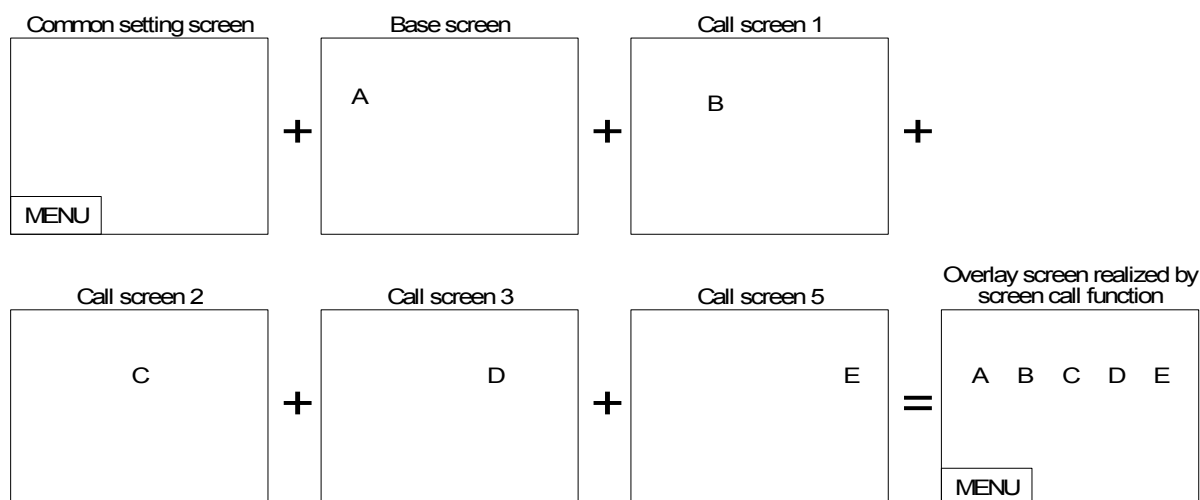 Common setting screen
Base screen
Call screen 1
A
B
+
+
+
MENU
Call screen 2
Call screen 3
Call screen 5
Overlay screen realized by
screen call function
C
D
E
A B C D E
+
+
=
MENU